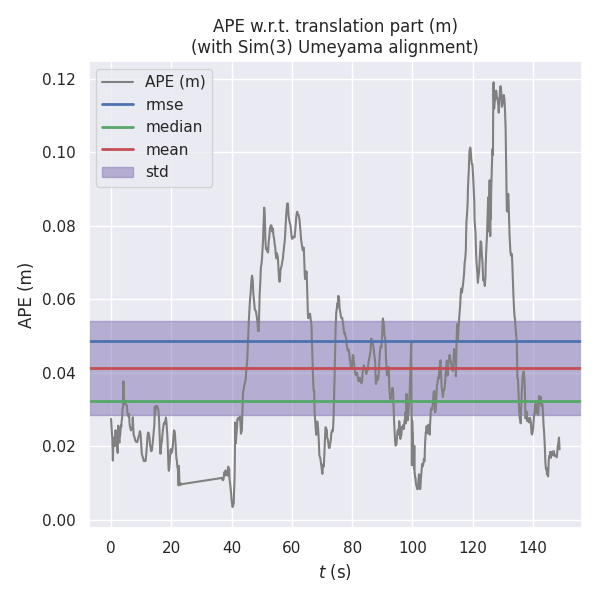 APE w.r.t. translation part (m)
(with Sim(3) Umeyama alignment)
APE (m)
rmse
median
mean
std
APE (m)
0.12
0.10
0.08
0.06
0.04
0.02
0.00
0 20 40 60 80 100 120 140
t (s)